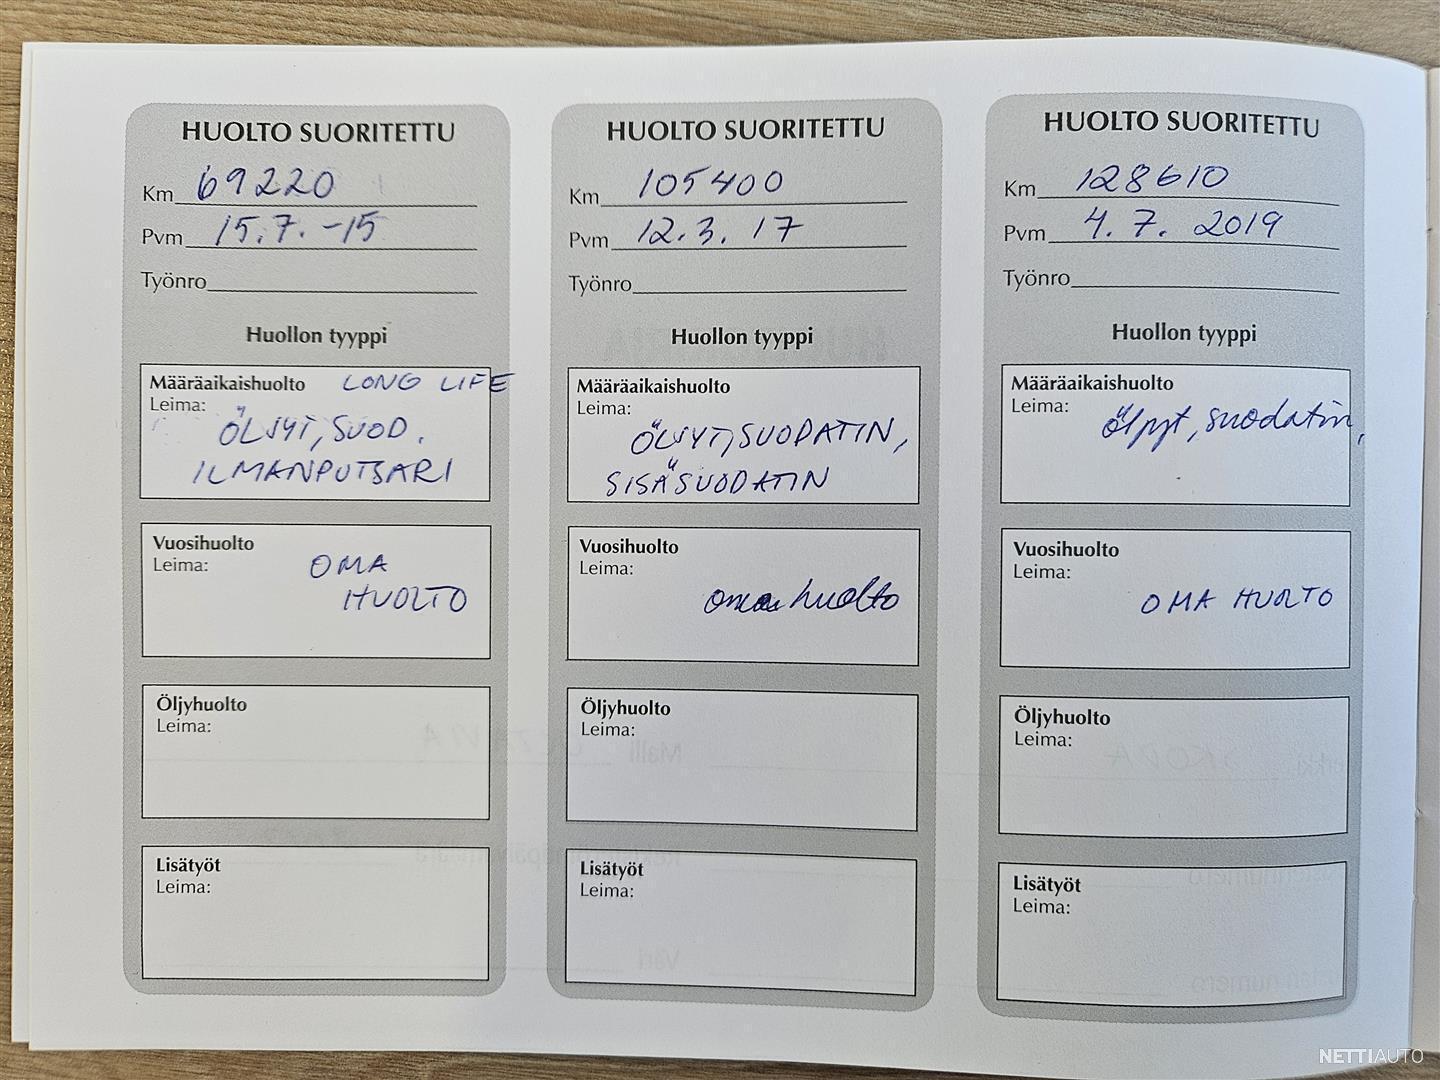 HUOLTO SUORITETTU
Km 69220
Pvm 15.7.-15
Työnro
Huollon tyyppi
Määräaikaishuolto LONG LIFE
Leima:
ÖLJYT, SUOD.
ILMANPUTSARI
Vuosihuolto
Leima: OMA
HUOLTO
Öljyhuolto
Leima:
Lisätyöt
Leima:
HUOLTO SUORITETTU
Km 105400
Pvm 12.3.17
Työnro
Huollon tyyppi
Määräaikaishuolto
Leima:
ÖLJYT, SUODATIN,
SISÄSUODATIN
Vuosihuolto
Leima:
oma huolto
Öljyhuolto
Leima:
Lisätyöt
Leima:
HUOLTO SUORITETTU
Km 128610
Pvm 4.7. 2019
Työnro
Huollon tyyppi
Määräaikaishuolto
Leima:
öljyt, suodatin,
Vuosihuolto
Leima:
OMA HUOLTO
Öljyhuolto
Leima:
Lisätyöt
Leima:
NETTIAUTO